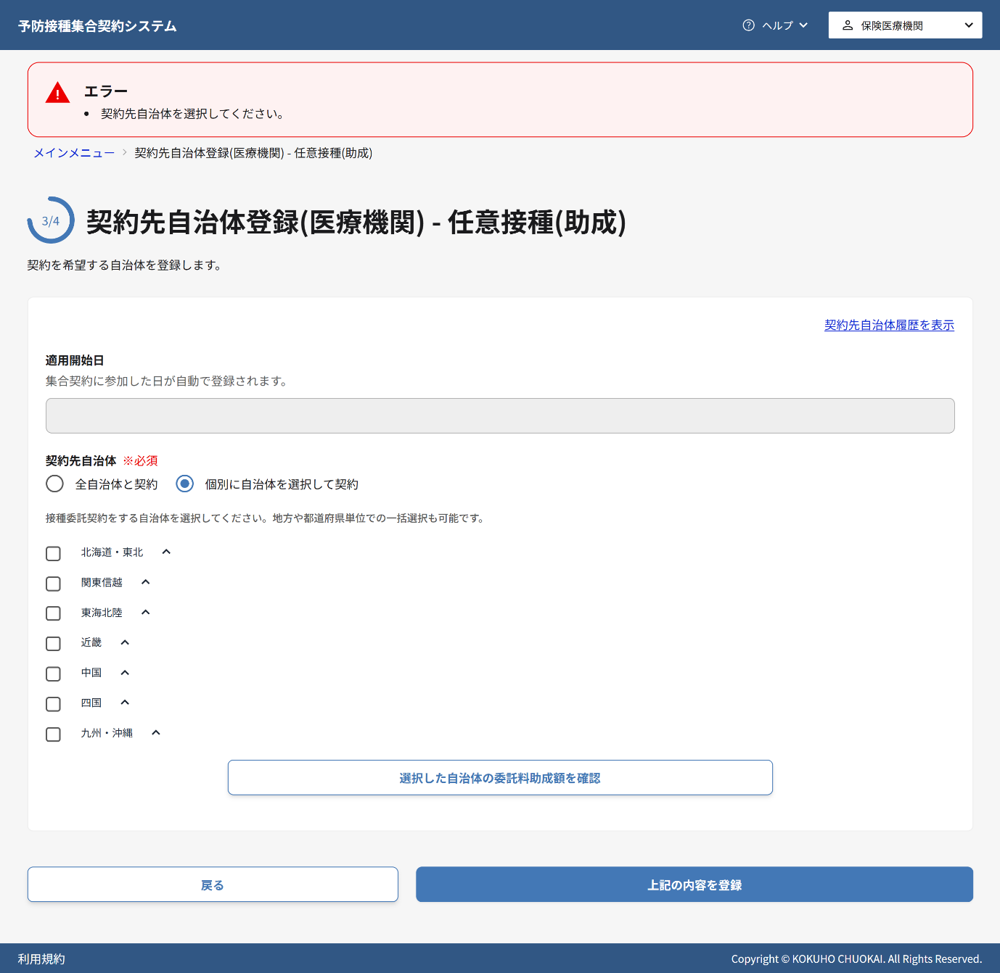 予防接種集合契約システム
ヘルプ
保険医療機関
エラー
• 契約先自治体を選択してください。
メインメニュー > 契約先自治体登録(医療機関) - 任意接種(助成)
3/4
契約先自治体登録(医療機関) - 任意接種(助成)
契約を希望する自治体を登録します。
契約先自治体履歴を表示
適用開始日
集合契約に参加した日が自動で登録されます。
契約先自治体 ※必須
全自治体と契約 個別に自治体を選択して契約
接種委託契約をする自治体を選択してください。地方や都道府県単位での一括選択も可能です。
北海道・東北
関東信越
東海北陸
近畿
中国
四国
九州・沖縄
選択した自治体の委託料助成額を確認
戻る
上記の内容を登録
利用規約
Copyright © KOKUHO CHUOKAI. All Rights Reserved.